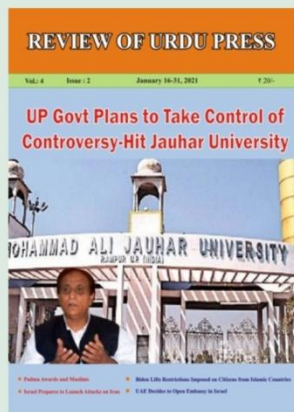 REVIEW OF URDU PRESS
Vol.: 4 Issue : 2 January 16-31, 2021 ₹ 20/-
UP Govt Plans to Take Control of
Controversy-Hit Jauhar University
MOHAMMAD ALI JAUHAR UNIVERSITY
RAMPUR UP (INDIA)
Padma Awards and Muslims
Biden Lifts Restrictions Imposed on Citizens from Islamic Countries
Israel Prepares to Launch Attacks on Iran
UAE Decides to Open Embassy in Israel